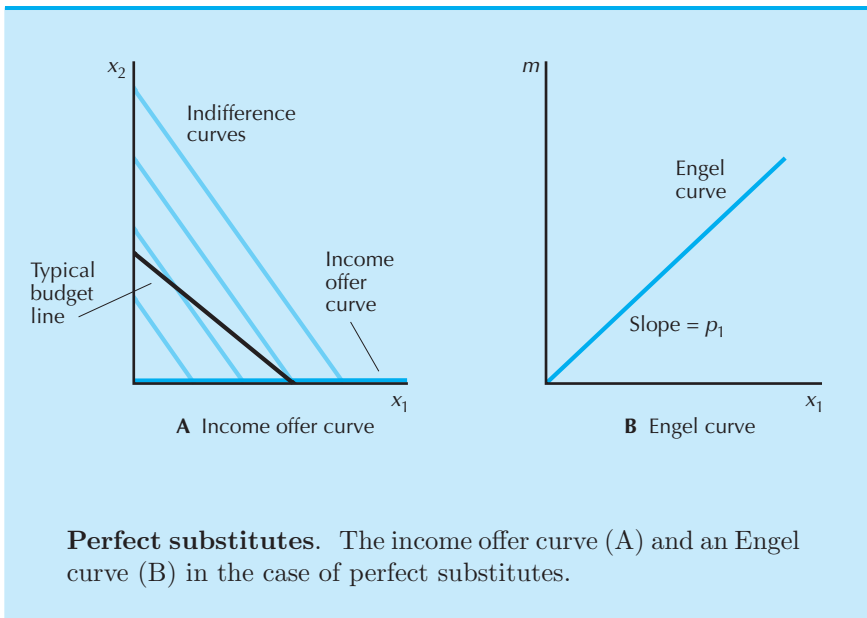 x2
Indifference
curves
Typical
budget
line
Income
offer
curve
x1
A Income offer curve
m
Engel
curve
Slope = p1
x1
B Engel curve
Perfect substitutes. The income offer curve (A) and an Engel
curve (B) in the case of perfect substitutes.